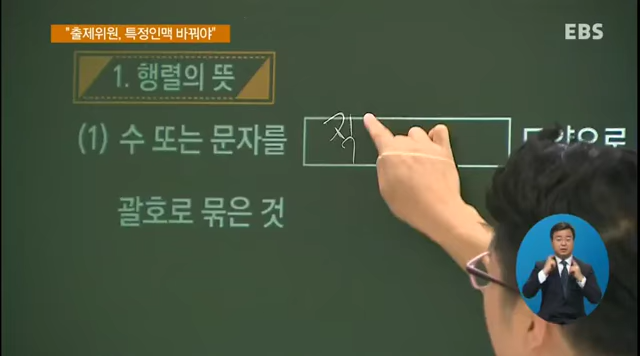 "출제위원, 특정인맥 바꿔야"
EBS
1. 행렬의 뜻
(1) 수 또는 문자를 직
괄호로 묶은 것